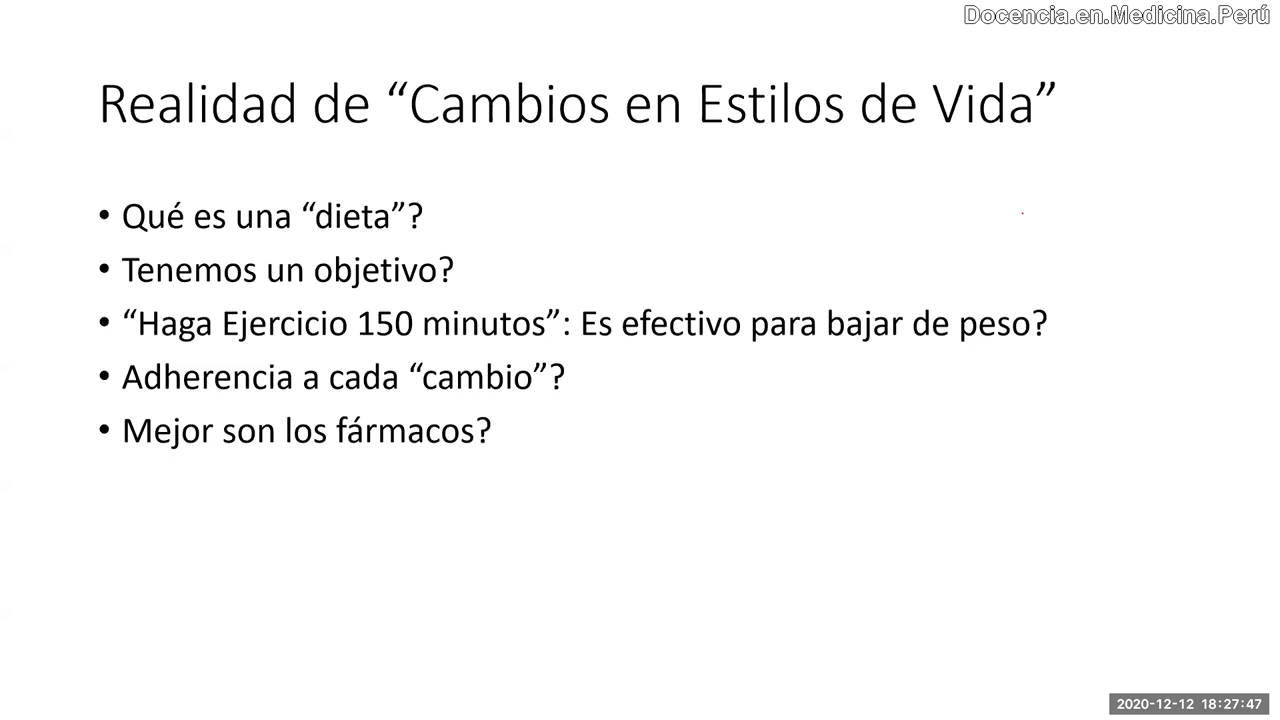 Docencia.en.Medicina.Perú
Realidad de “Cambios en Estilos de Vida”
• Qué es una “dieta”?
• Tenemos un objetivo?
• “Haga Ejercicio 150 minutos”: Es efectivo para bajar de peso?
• Adherencia a cada “cambio”?
• Mejor son los fármacos?
2020-12-12 18:27:47